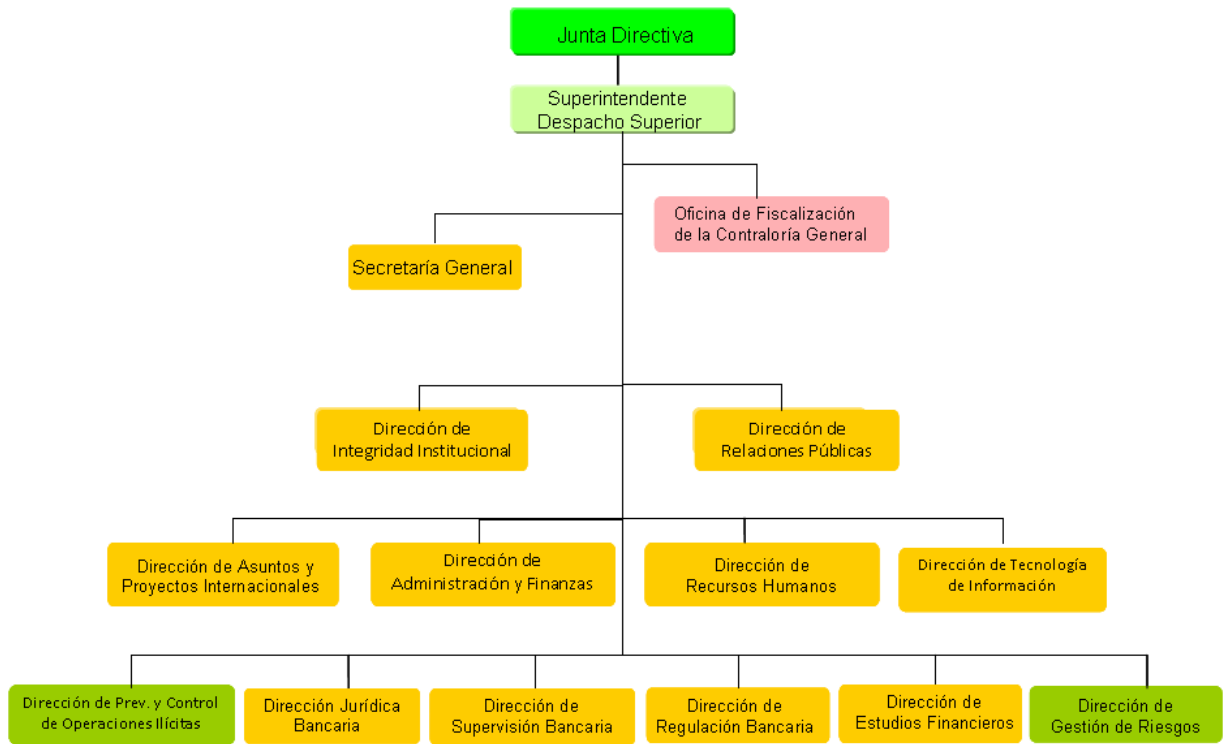 Junta Directiva
Superintendente
Despacho Superior
Oficina de Fiscalización
de la Contraloría General
Secretaría General
Dirección de
Integridad Institucional
Dirección de
Relaciones Públicas
Dirección de Asuntos y
Proyectos Internacionales
Dirección de
Administración y Finanzas
Dirección de
Recursos Humanos
Dirección de Tecnología
de Información
Dirección de Prev. y Control
de Operaciones Ilícitas
Dirección Jurídica
Bancaria
Dirección de
Supervisión Bancaria
Dirección de
Regulación Bancaria
Dirección de
Estudios Financieros
Dirección de
Gestión de Riesgos